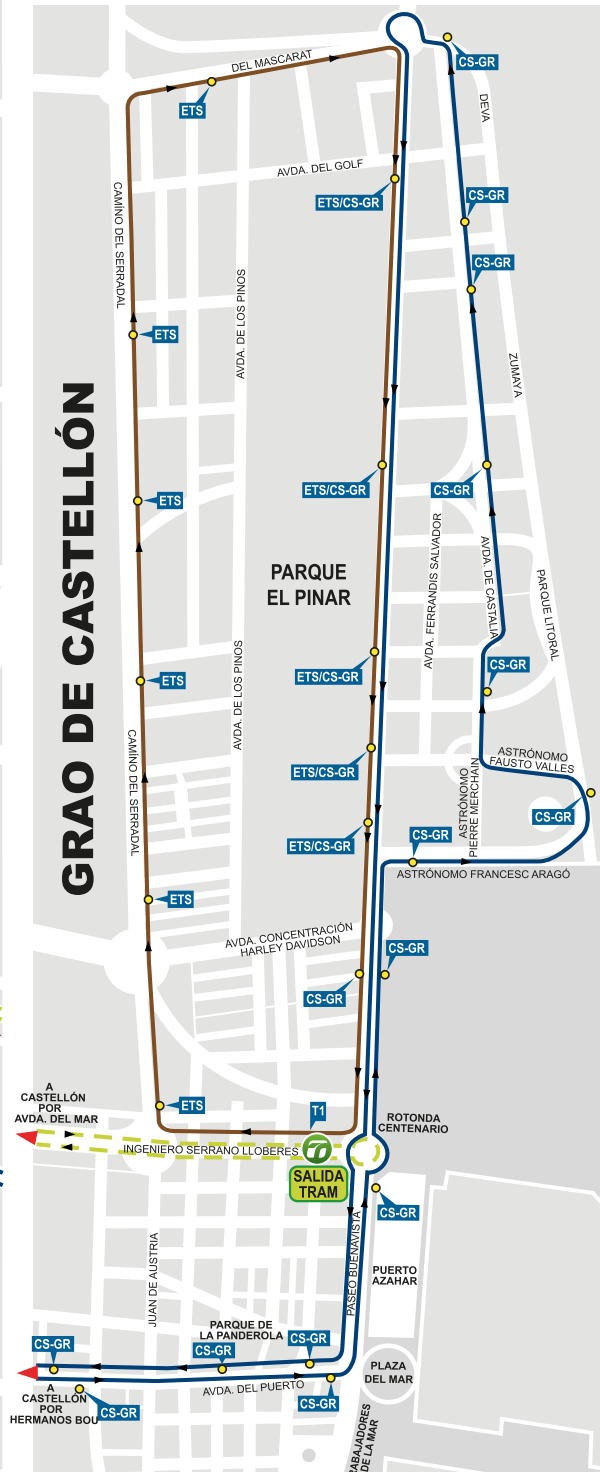 CS-GR
DEL MASCARAT
ETS
DEVA
AVDA. DEL GOLF
ETS/CS-GR
CS-GR
CAMÍNO DEL SERRADAL
CS-GR
AVDA. DE LOS PINOS
ETS
ZUMAYA
GRAO DE CASTELLÓN
ETS/CS-GR
CS-GR
ETS
AVDA. FERRANDIS SALVADOR
AVDA. DE CASTALIA
PARQUE
EL PINAR
PARQUE LITORAL
ETS/CS-GR
CS-GR
ETS
AVDA. DE LOS PINOS
CAMÍNO DEL SERRADAL
ETS/CS-GR
ASTRÓNOMO
PIERRE MERCHAIN
ASTRÓNOMO
FAUSTO VALLES
CS-GR
ETS/CS-GR
CS-GR
ASTRÓNOMO FRANCESC ARAGÓ
ETS
AVDA. CONCENTRACIÓN
HARLEY DAVIDSON
CS-GR
CS-GR
A
CASTELLÓN
POR
AVDA. DEL MAR
ETS
T1
ROTONDA
CENTENARIO
INGENIERO SERRANO LLOBERES
SALIDA
TRAM
CS-GR
PASEO BUENAVISTA
JUAN DE AUSTRIA
PUERTO
AZAHAR
PARQUE DE
LA PANDEROLA
CS-GR
CS-GR
CS-GR
PLAZA
DEL MAR
AVDA. DEL PUERTO
A
CASTELLÓN
POR
HERMANOS BOU
CS-GR
CS-GR
RABAJADORES
DE LA MAR